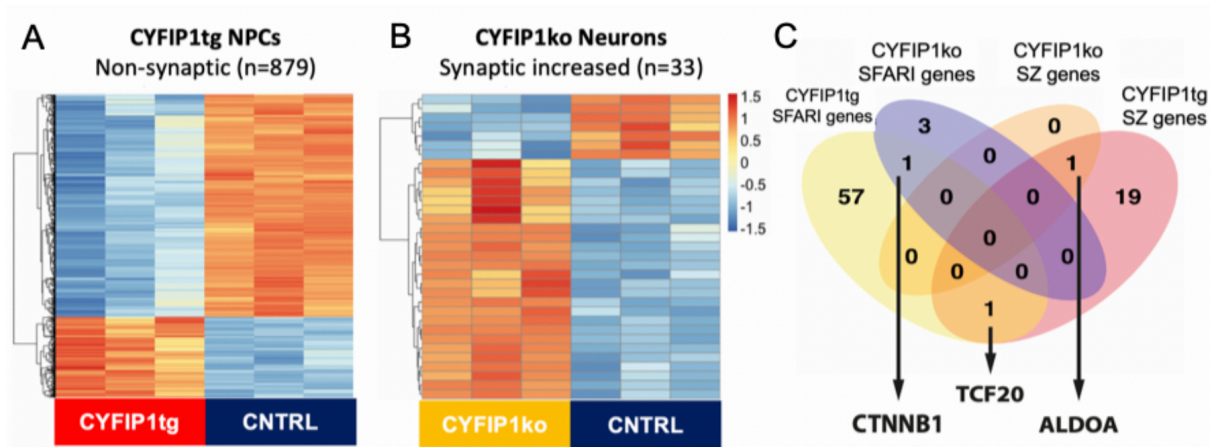 A
CYFIP1tg NPCs
Non-synaptic (n=879)
CYFIP1tg
CNTRL
B
CYFIP1ko Neurons
Synaptic increased (n=33)
1.5
1
0.5
0
-0.5
-1
-1.5
CYFIP1ko
CNTRL
C
CYFIP1ko
SFARI genes
CYFIP1ko
SZ genes
CYFIP1tg
SFARI genes
CYFIP1tg
SZ genes
3
0
1
0
1
57
0
0
19
0
0
0
0
0
1
CTNNB1
TCF20
ALDOA